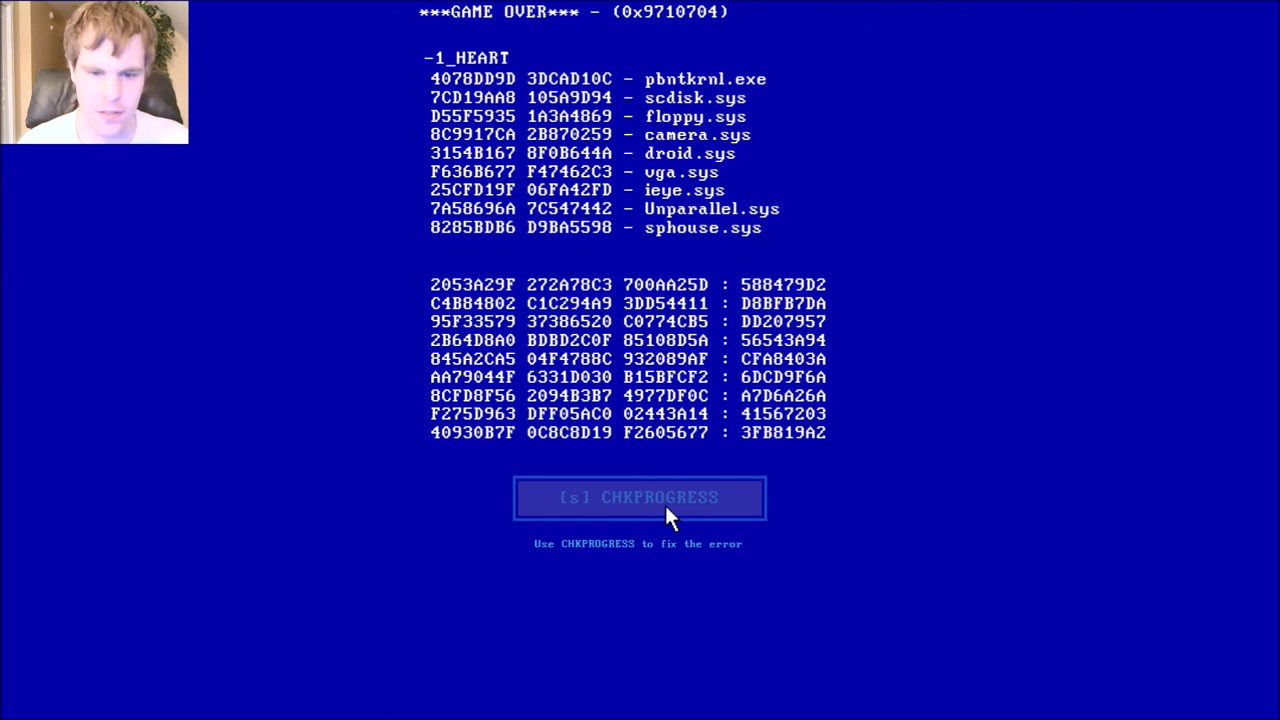 ***GAME OVER*** - (0x9710704)
-1_HEART
4078DD9D 3DCAD10C - pbntkrnl.exe
7CD19AA8 105A9D94 - scdisk.sys
D55F5935 1A3A4869 - floppy.sys
8C9917CA 2B870259 - camera.sys
3154B167 8F0B644A - droid.sys
F636B677 F47462C3 - vga.sys
25CFD19F 06FA42FD - ieye.sys
7A58696A 7C547442 - Unparallel.sys
8285BDB6 D9BA5598 - sphouse.sys
2053A29F 272A78C3 700AA25D : 588479D2
C4B84802 C1C294A9 3DD54411 : D8BFB7DA
95F33579 37386520 C0774CB5 : DD207957
2B64D8A0 BDBD2C0F 85108D5A : 56543A94
845A2CA5 04F4788C 932089AF : CFA8403A
AA79044F 6331D030 B15BFCF2 : 6DCD9F6A
8CFD8F56 2094B3B7 4977DF0C : A7D6A26A
F275D963 DFF05AC0 02443A14 : 41567203
40930B7F 0C8C8D19 F2605677 : 3FB819A2
[s] CHKPROGRESS
Use CHKPROGRESS to fix the error